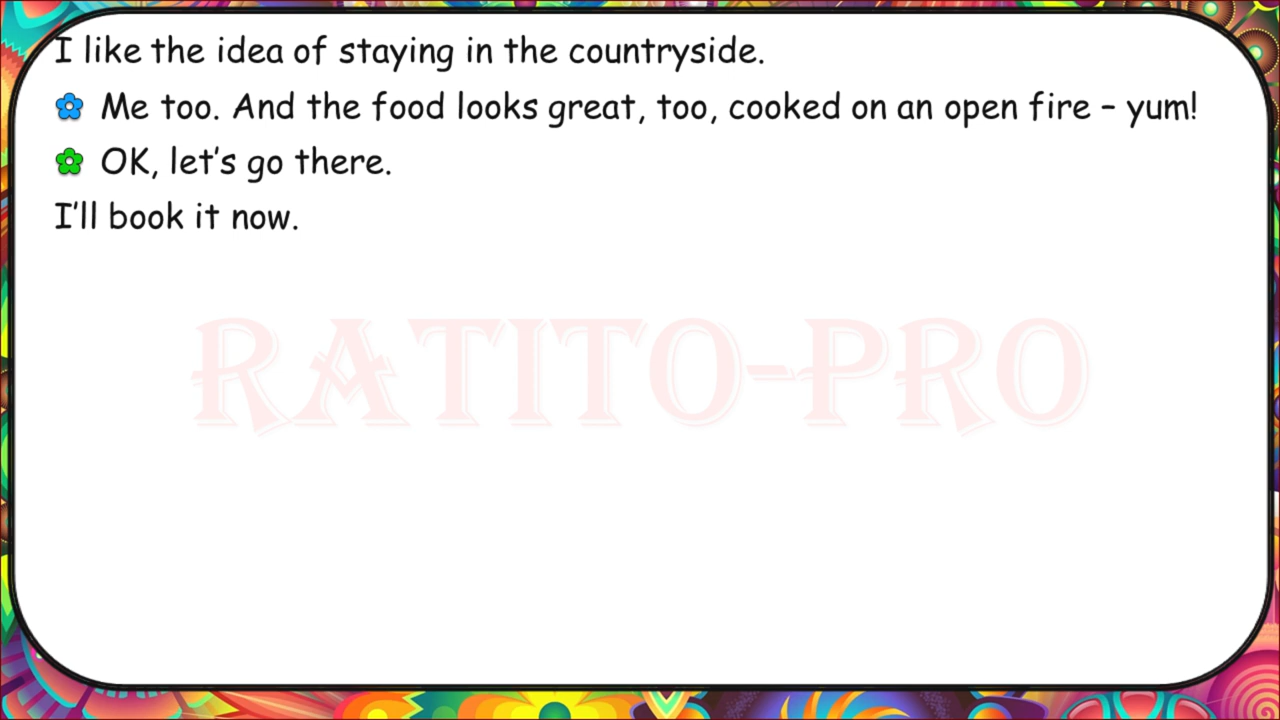 I like the idea of staying in the countryside.
Me too. And the food looks great, too, cooked on an open fire – yum!
OK, let's go there.
I'll book it now.
RATITO-PRO